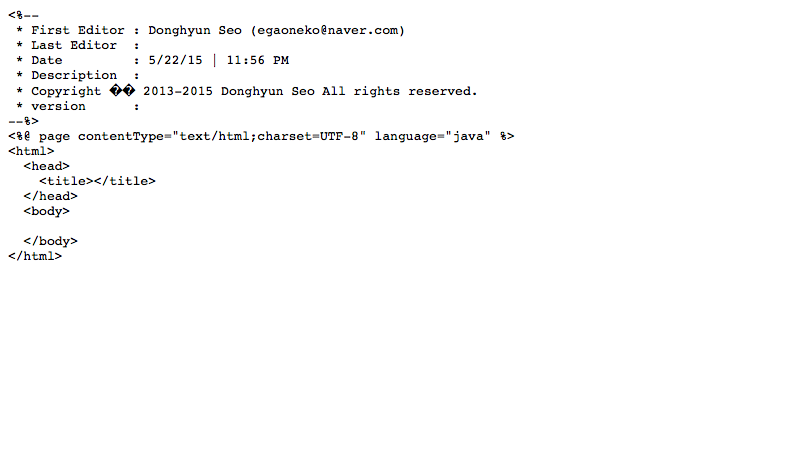 <%--
 * First Editor : Donghyun Seo (egaoneko@naver.com)
 * Last Editor  :
 * Date         : 5/22/15 | 11:56 PM
 * Description  :
 * Copyright �� 2013-2015 Donghyun Seo All rights reserved.
 * version      :
--%>
<%@ page contentType="text/html;charset=UTF-8" language="java" %>
<html>
  <head>
    <title></title>
  </head>
  <body>

  </body>
</html>